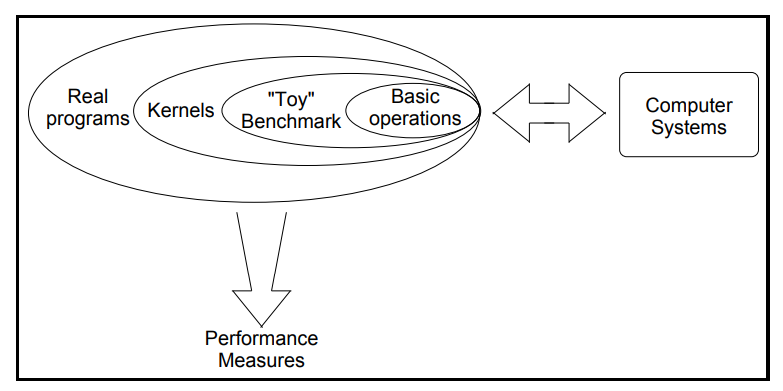 Real
programs
Kernels
"Toy"
Benchmark
Basic
operations
Computer
Systems
Performance
Measures